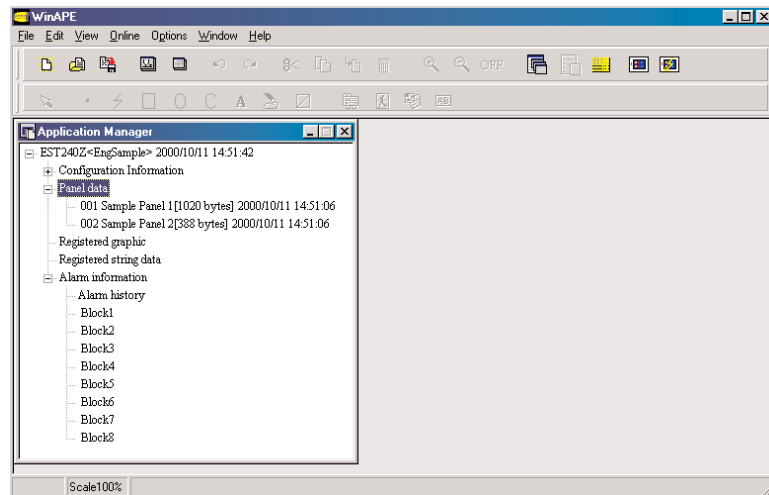 WinAPE
File Edit View Online Options Window Help
OFF
A AB
Application Manager
EST240Z<EngSample> 2000/10/11 14:51:42
Configuration Information
Panel data
001 Sample Panel 1[1020 bytes] 2000/10/11 14:51:06
002 Sample Panel 2[388 bytes] 2000/10/11 14:51:06
Registered graphic
Registered string data
Alarm information
Alarm history
Block1
Block2
Block3
Block4
Block5
Block6
Block7
Block8
Scale100%